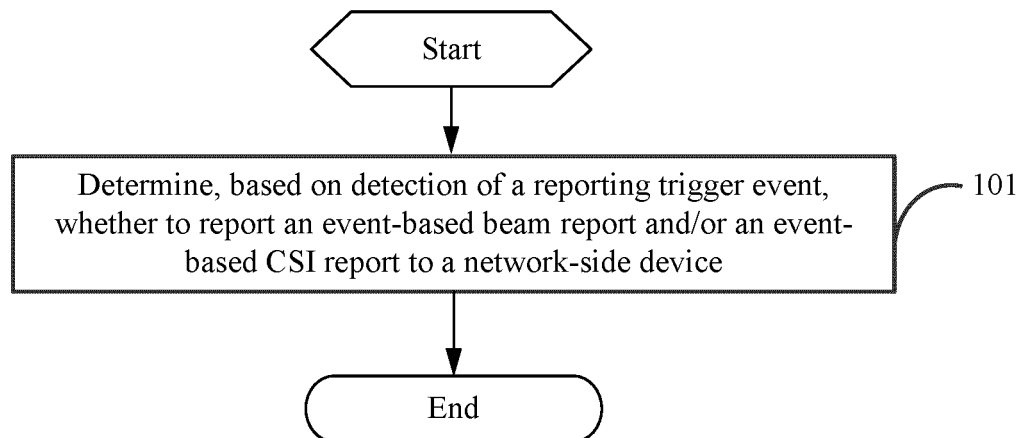 Start
Determine, based on detection of a reporting trigger event,
whether to report an event-based beam report and/or an event-
based CSI report to a network-side device
101
End